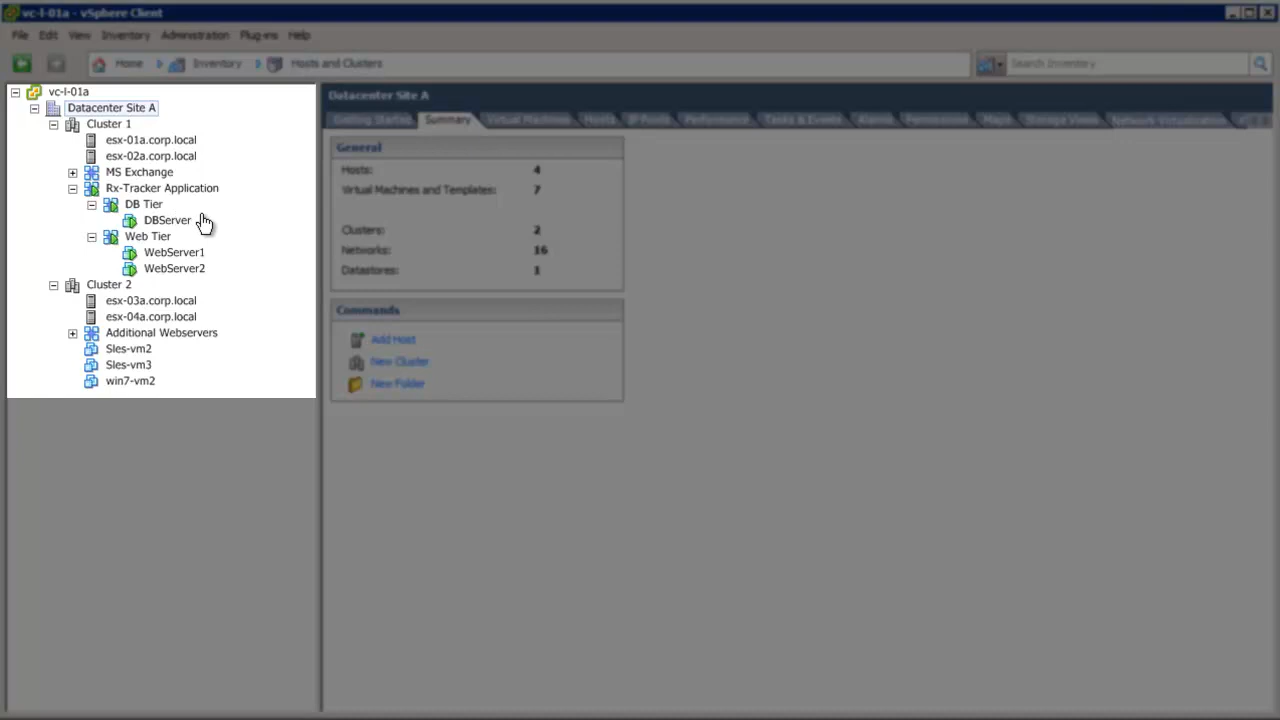 vc-l-01a - vSphere Client
File Edit View Inventory Administration Plug-ins Help
Home Inventory Hosts and Clusters Search Inventory
vc-l-01a
Datacenter Site A
Cluster 1
esx-01a.corp.local
esx-02a.corp.local
MS Exchange
Rx-Tracker Application
DB Tier
DBServer
Web Tier
WebServer1
WebServer2
Cluster 2
esx-03a.corp.local
esx-04a.corp.local
Additional Webservers
Sles-vm2
Sles-vm3
win7-vm2
Datacenter Site A
Getting Started Summary Virtual Machines Hosts IP Pools Performance Tasks & Events Alarms Permissions Maps Storage Views Network Virtualization
General
Hosts: 4
Virtual Machines and Templates: 7
Clusters: 2
Networks: 16
Datastores: 1
Commands
Add Host
New Cluster
New Folder